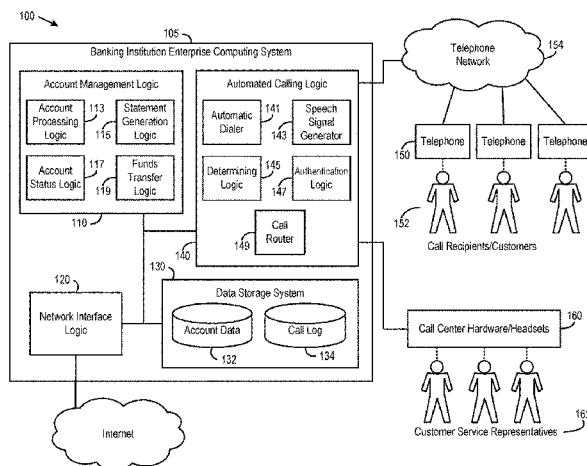 100
105
Banking Institution Enterprise Computing System
Account Management Logic
Account
Processing
Logic
113
115
Statement
Generation
Logic
Account
Status Logic
117
119
Funds
Transfer
Logic
110
Automated Calling Logic
Automatic
Dialer
141
143
Speech
Signal
Generator
Determining
Logic
145
147
Authentication
Logic
Call
Router
149
140
120
Network Interface
Logic
130
Data Storage System
Account Data
Call Log
132
134
Internet
Telephone
Network
154
150
Telephone
Telephone
Telephone
152
Call Recipients/Customers
Call Center Hardware/Headsets
160
Customer Service Representatives